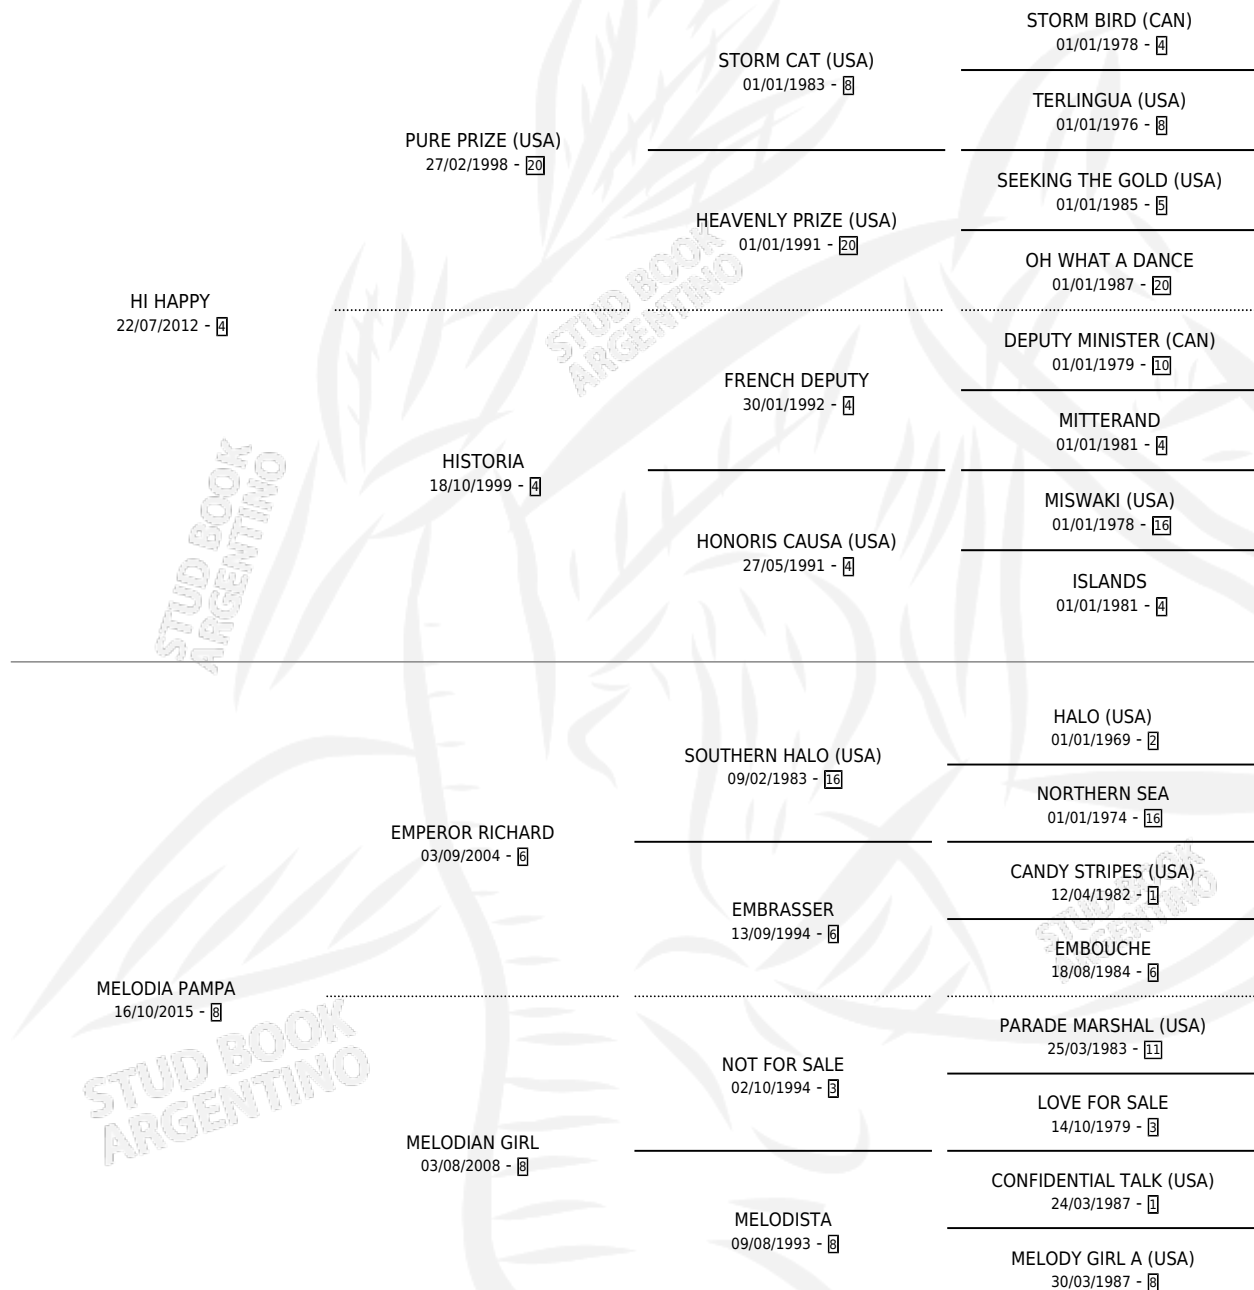 STORM BIRD (CAN)
01/01/1978 - 4
STORM CAT (USA)
01/01/1983 - 8
TERLINGUA (USA)
01/01/1976 - 8
PURE PRIZE (USA)
27/02/1998 - 20
SEEKING THE GOLD (USA)
01/01/1985 - 5
HEAVENLY PRIZE (USA)
01/01/1991 - 20
OH WHAT A DANCE
01/01/1987 - 20
HI HAPPY
22/07/2012 - 4
DEPUTY MINISTER (CAN)
01/01/1979 - 10
FRENCH DEPUTY
30/01/1992 - 4
MITTERAND
01/01/1981 - 4
HISTORIA
18/10/1999 - 4
MISWAKI (USA)
01/01/1978 - 16
HONORIS CAUSA (USA)
27/05/1991 - 4
ISLANDS
01/01/1981 - 4
STUD BOOK
ARGENTINO
STUD BOOK
ARGENTINO
HALO (USA)
01/01/1969 - 2
SOUTHERN HALO (USA)
09/02/1983 - 16
NORTHERN SEA
01/01/1974 - 16
EMPEROR RICHARD
03/09/2004 - 6
CANDY STRIPES (USA)
12/04/1982 - 1
EMBRASSER
13/09/1994 - 6
EMBOUCHE
18/08/1984 - 6
STUD BOOK
ARGENTINO
MELODIA PAMPA
16/10/2015 - 8
STUD BOOK
ARGENTINO
PARADE MARSHAL (USA)
25/03/1983 - 11
NOT FOR SALE
02/10/1994 - 3
LOVE FOR SALE
14/10/1979 - 3
MELODIAN GIRL
03/08/2008 - 8
CONFIDENTIAL TALK (USA)
24/03/1987 - 1
MELODISTA
09/08/1993 - 8
MELODY GIRL A (USA)
30/03/1987 - 8